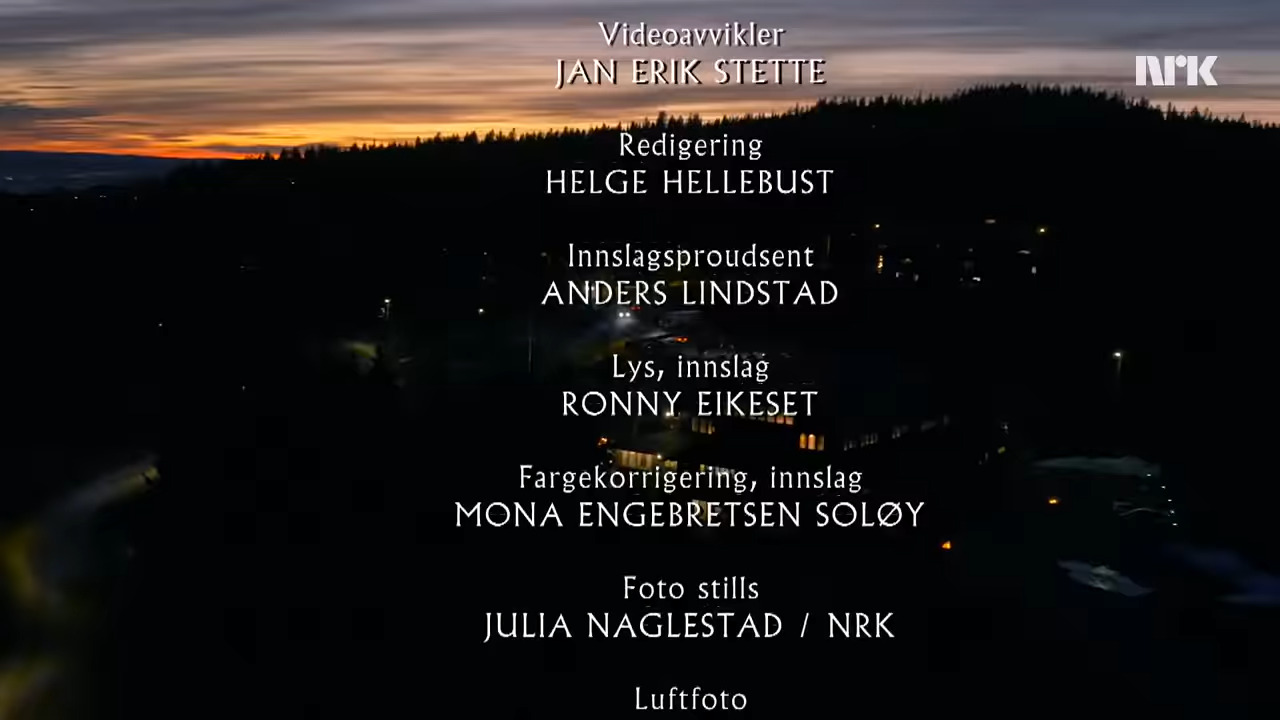 Videoavvikler
JAN ERIK STETTE
NRK
Redigering
HELGE HELLEBUST
Innslagsproudsent
ANDERS LINDSTAD
Lys, innslag
RONNY EIKESET
Fargekorrigering, innslag
MONA ENGEBRETSEN SOLØY
Foto stills
JULIA NAGLESTAD / NRK
Luftfoto